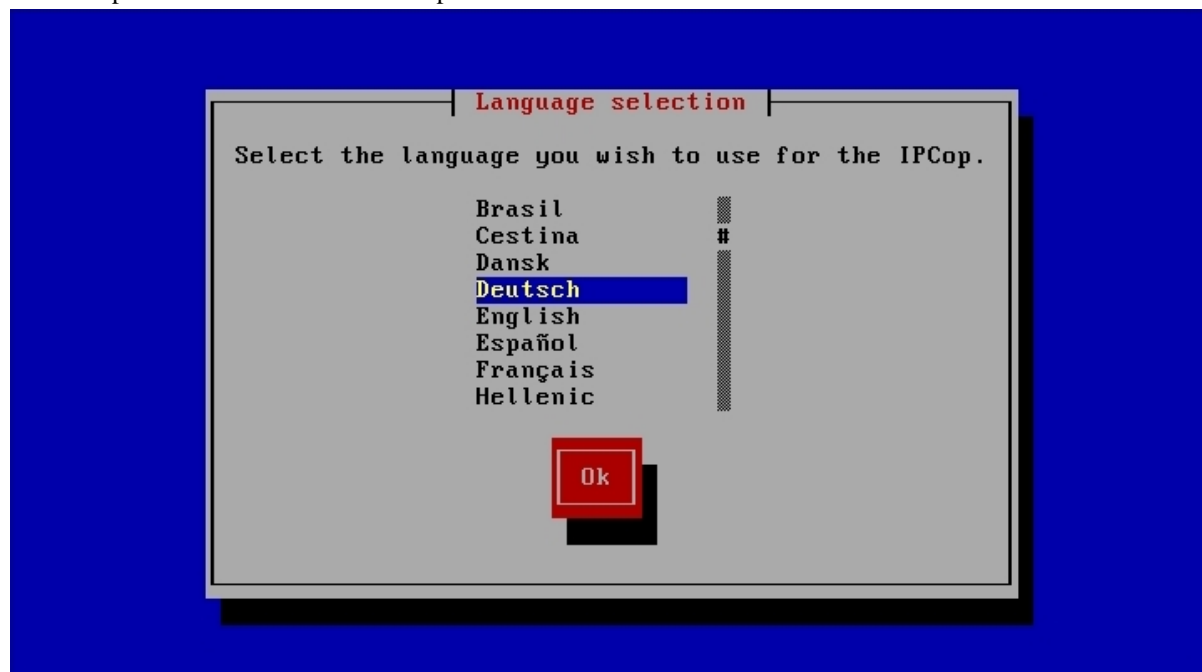 Language selection
Select the language you wish to use for the IPCop.
Brasil
Cestina #
Dansk
Deutsch
English
Español
Français
Hellenic
Ok